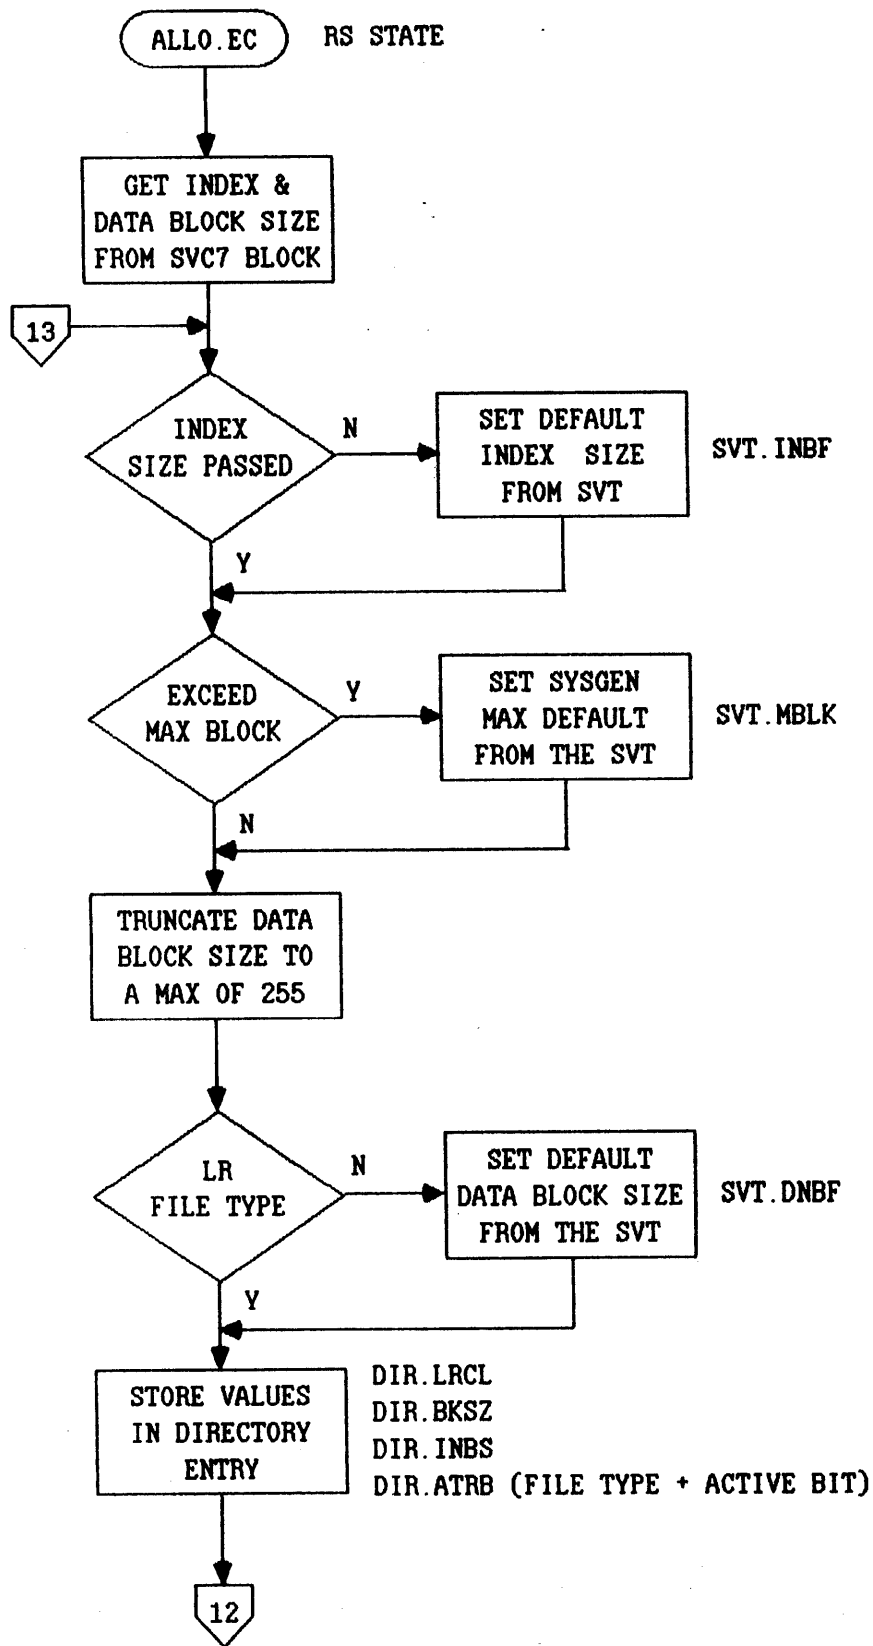 ALLO.EC
RS STATE
GET INDEX &
DATA BLOCK SIZE
FROM SVC7 BLOCK
13
INDEX
SIZE PASSED
N
SET DEFAULT
INDEX SIZE
FROM SVT
SVT.INBF
Y
EXCEED
MAX BLOCK
Y
SET SYSGEN
MAX DEFAULT
FROM THE SVT
SVT.MBLK
N
TRUNCATE DATA
BLOCK SIZE TO
A MAX OF 255
LR
FILE TYPE
N
SET DEFAULT
DATA BLOCK SIZE
FROM THE SVT
SVT.DNBF
Y
STORE VALUES
IN DIRECTORY
ENTRY
DIR.LRCL
DIR.BKSZ
DIR.INBS
DIR.ATRB (FILE TYPE + ACTIVE BIT)
12